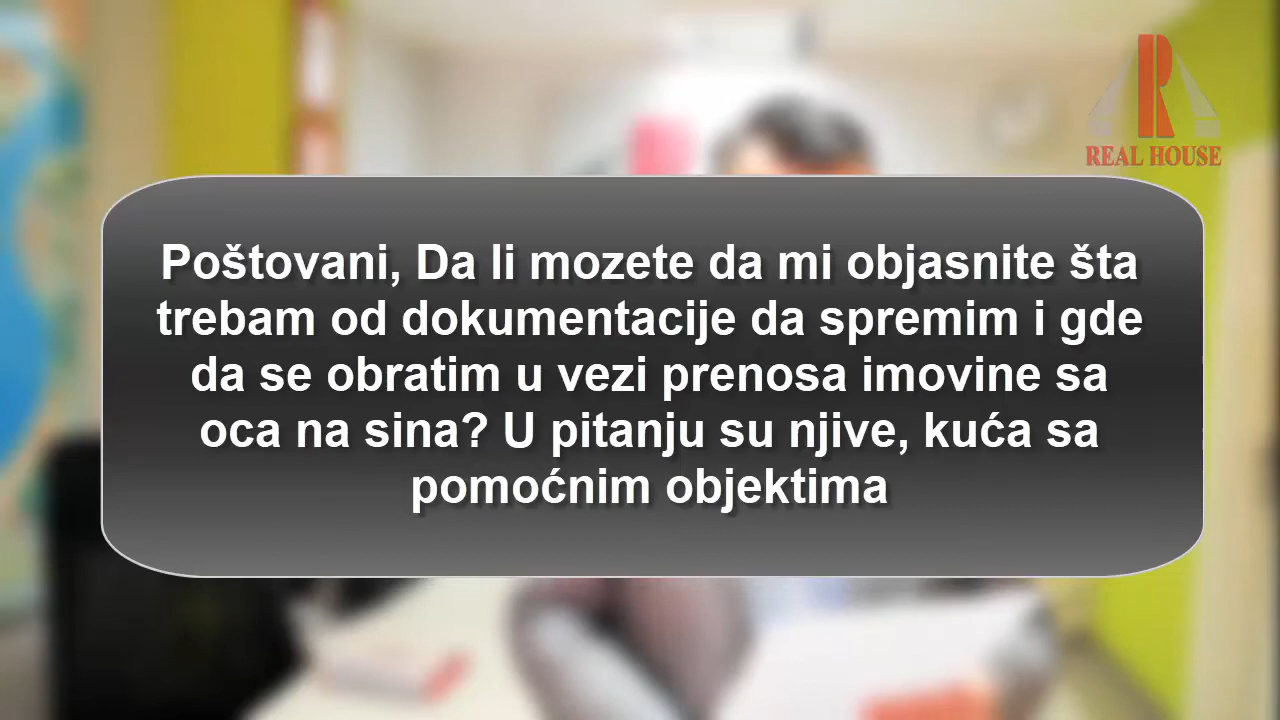 REAL HOUSE
Poštovani, Da li mozete da mi objasnite šta
trebam od dokumentacije da spremim i gde
da se obratim u vezi prenosa imovine sa
oca na sina? U pitanju su njive, kuća sa
pomoćnim objektima